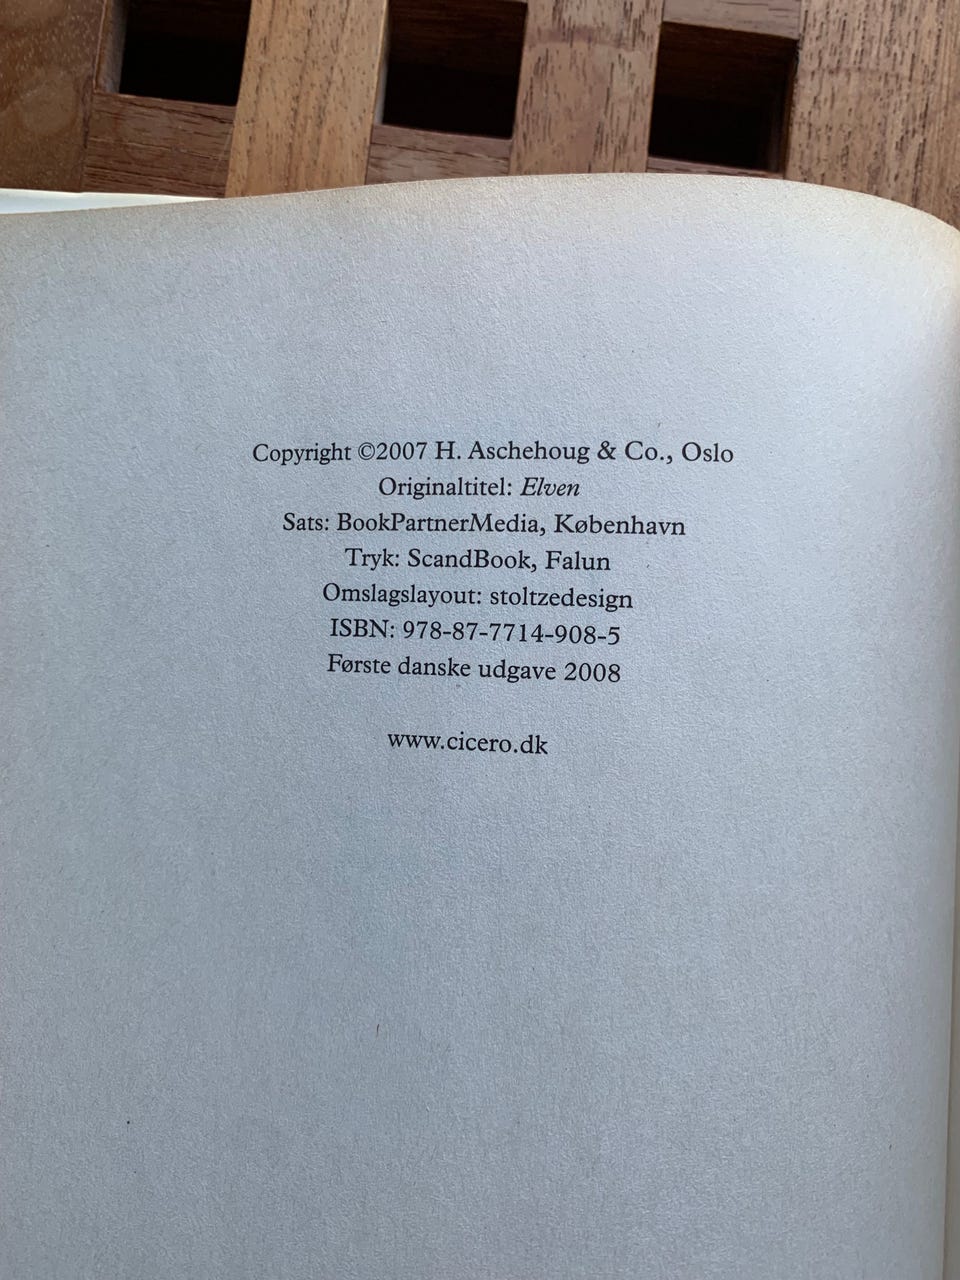 Copyright ©2007 H. Aschehoug & Co., Oslo
Originaltitel: Elven
Sats: BookPartnerMedia, København
Tryk: ScandBook, Falun
Omslagslayout: stoltzedesign
ISBN: 978-87-7714-908-5
Første danske udgave 2008
www.cicero.dk